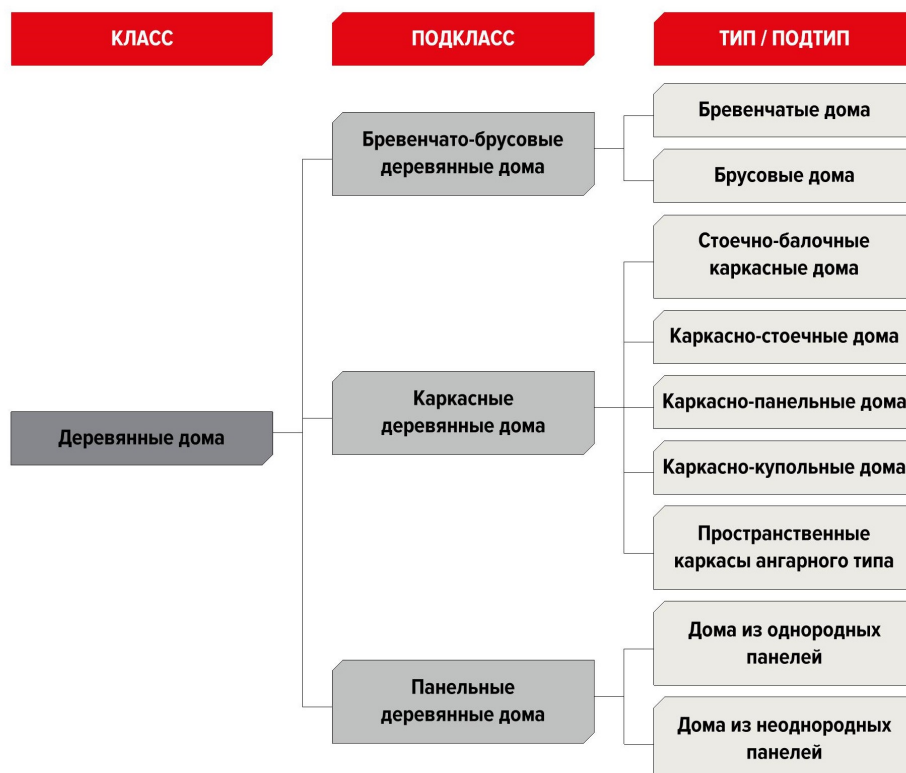 КЛАСС
ПОДКЛАСС
ТИП / ПОДТИП
Бревенчато-брусовые
деревянные дома
Бревенчатые дома
Брусовые дома
Стоечно-балочные
каркасные дома
Каркасно-стоечные дома
Деревянные дома
Каркасные
деревянные дома
Каркасно-панельные дома
Каркасно-купольные дома
Пространственные
каркасы ангарного типа
Панельные
деревянные дома
Дома из однородных
панелей
Дома из неоднородных
панелей